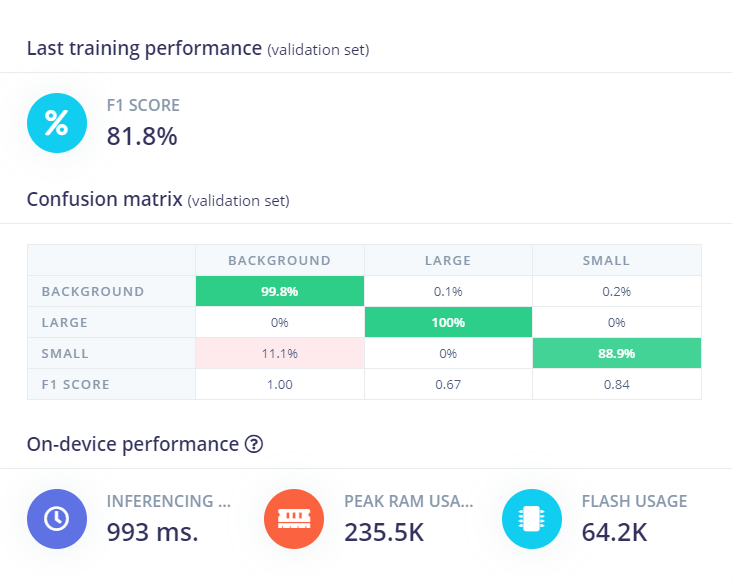 Last training performance (validation set)
%
F1 SCORE
81.8%
Confusion matrix (validation set)
BACKGROUND LARGE SMALL
BACKGROUND 99.8% 0.1% 0.2%
LARGE 0% 100% 0%
SMALL 11.1% 0% 88.9%
F1 SCORE 1.00 0.67 0.84
On-device performance ?
INFERENCING ... PEAK RAM USA... FLASH USAGE
993 ms. 235.5K 64.2K